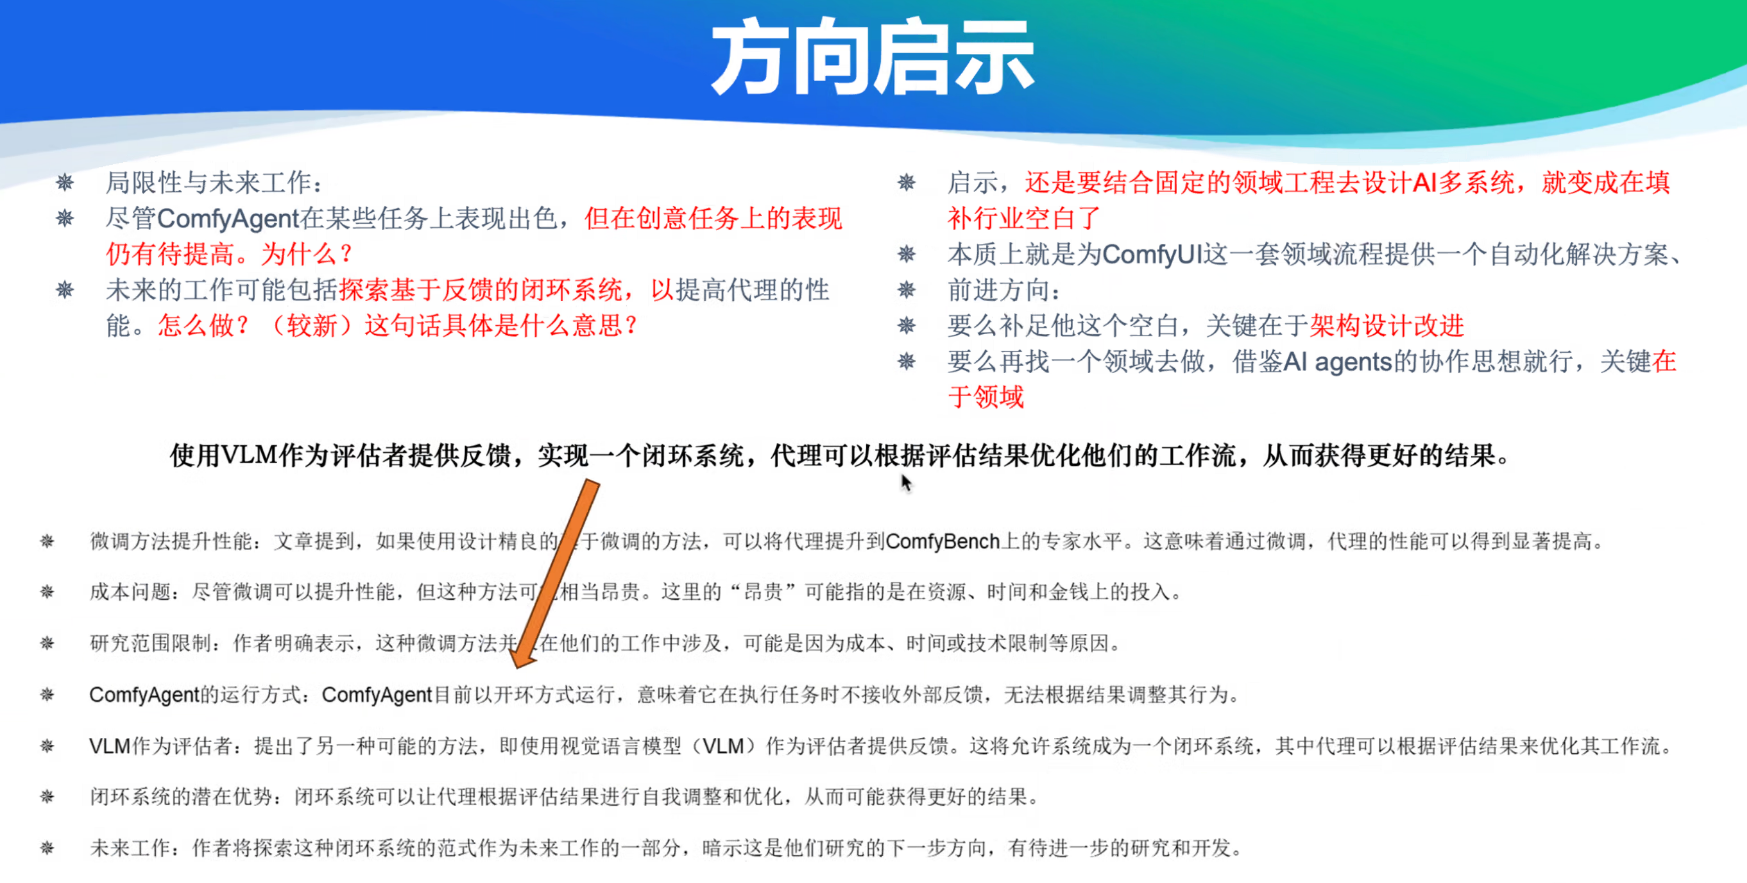 方向启示
局限性与未来工作：
尽管ComfyAgent在某些任务上表现出色，但在创意任务上的表现
仍有待提高。为什么？
未来的工作可能包括探索基于反馈的闭环系统，以提高代理的性
能。怎么做？（较新）这句话具体是什么意思？
启示，还是要结合固定的领域工程去设计AI多系统，就变成在填
补行业空白了
本质上就是为ComfyUI这一套领域流程提供一个自动化解决方案、
前进方向：
要么补足他这个空白，关键在于架构设计改进
要么再找一个领域去做，借鉴AI agents的协作思想就行，关键在
于领域
使用VLM作为评估者提供反馈，实现一个闭环系统，代理可以根据评估结果优化他们的工作流，从而获得更好的结果。
微调方法提升性能：文章提到，如果使用设计精良的于微调的方法，可以将代理提升到ComfyBench上的专家水平。这意味着通过微调，代理的性能可以得到显著提高。
成本问题：尽管微调可以提升性能，但这种方法可相当昂贵。这里的“昂贵”可能指的是在资源、时间和金钱上的投入。
研究范围限制：作者明确表示，这种微调方法并在他们的工作中涉及，可能是因为成本、时间或技术限制等原因。
ComfyAgent的运行方式：ComfyAgent目前以开环方式运行，意味着它在执行任务时不接收外部反馈，无法根据结果调整其行为。
VLM作为评估者：提出了另一种可能的方法，即使用视觉语言模型（VLM）作为评估者提供反馈。这将允许系统成为一个闭环系统，其中代理可以根据评估结果来优化其工作流。
闭环系统的潜在优势：闭环系统可以让代理根据评估结果进行自我调整和优化，从而可能获得更好的结果。
未来工作：作者将探索这种闭环系统的范式作为未来工作的一部分，暗示这是他们研究的下一步方向，有待进一步的研究和开发。